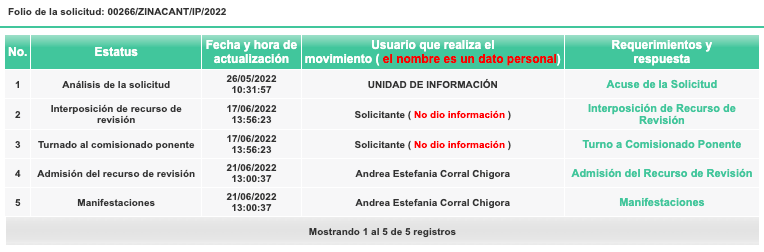 Folio de la solicitud: 00266/ZINACANT/IP/2022
No. Estatus Fecha y hora de actualización Usuario que realiza el movimiento ( el nombre es un dato personal) Requerimientos y respuesta
1 Análisis de la solicitud 26/05/2022 10:31:57 UNIDAD DE INFORMACIÓN Acuse de la Solicitud
2 Interposición de recurso de revisión 17/06/2022 13:56:23 Solicitante ( No dio información ) Interposición de Recurso de Revisión
3 Turnado al comisionado ponente 17/06/2022 13:56:23 Solicitante ( No dio información ) Turno a Comisionado Ponente
4 Admisión del recurso de revisión 21/06/2022 13:00:37 Andrea Estefania Corral Chigora Admisión del Recurso de Revisión
5 Manifestaciones 21/06/2022 13:00:37 Andrea Estefania Corral Chigora Manifestaciones
Mostrando 1 al 5 de 5 registros